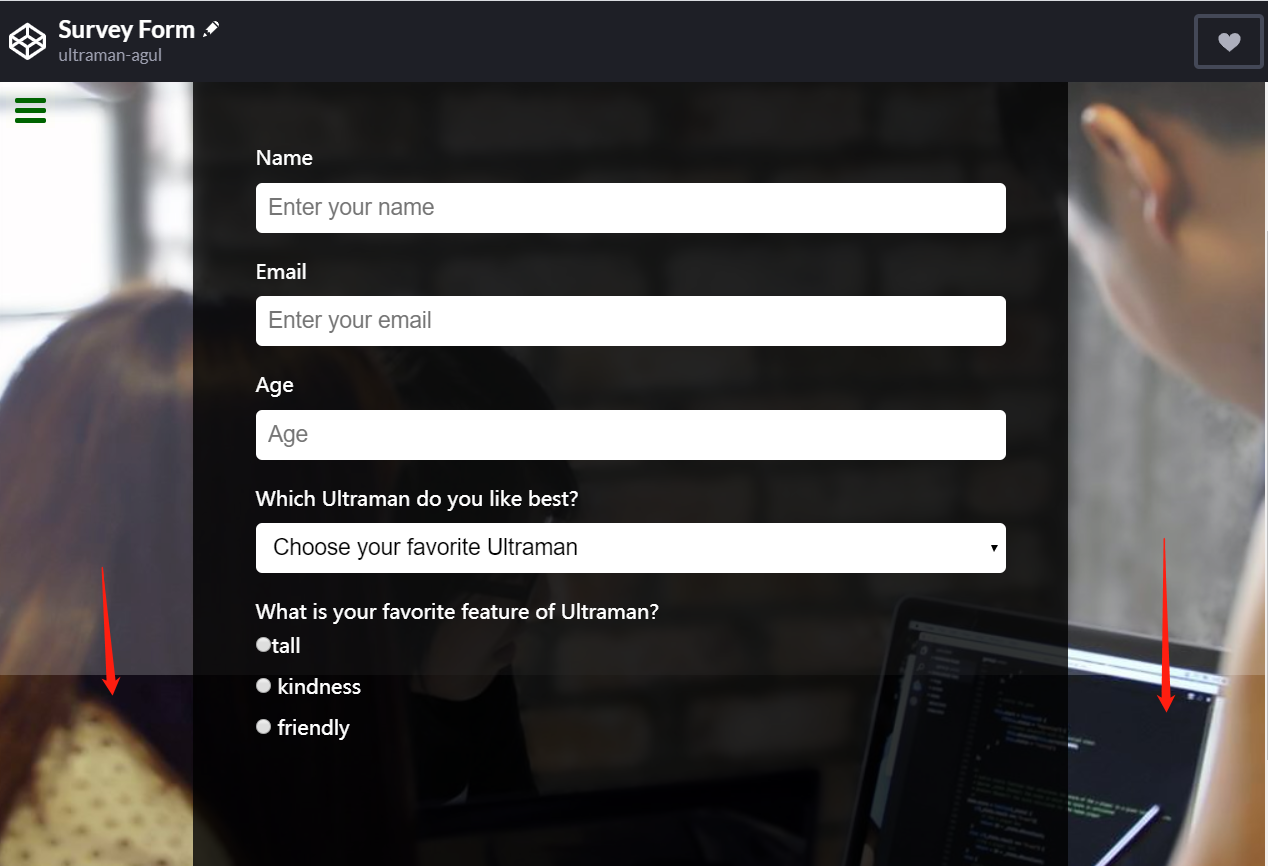 Survey Form
ultraman-agul
Name
Enter your name
Email
Enter your email
Age
Age
Which Ultraman do you like best?
Choose your favorite Ultraman
What is your favorite feature of Ultraman?
tall
kindness
friendly